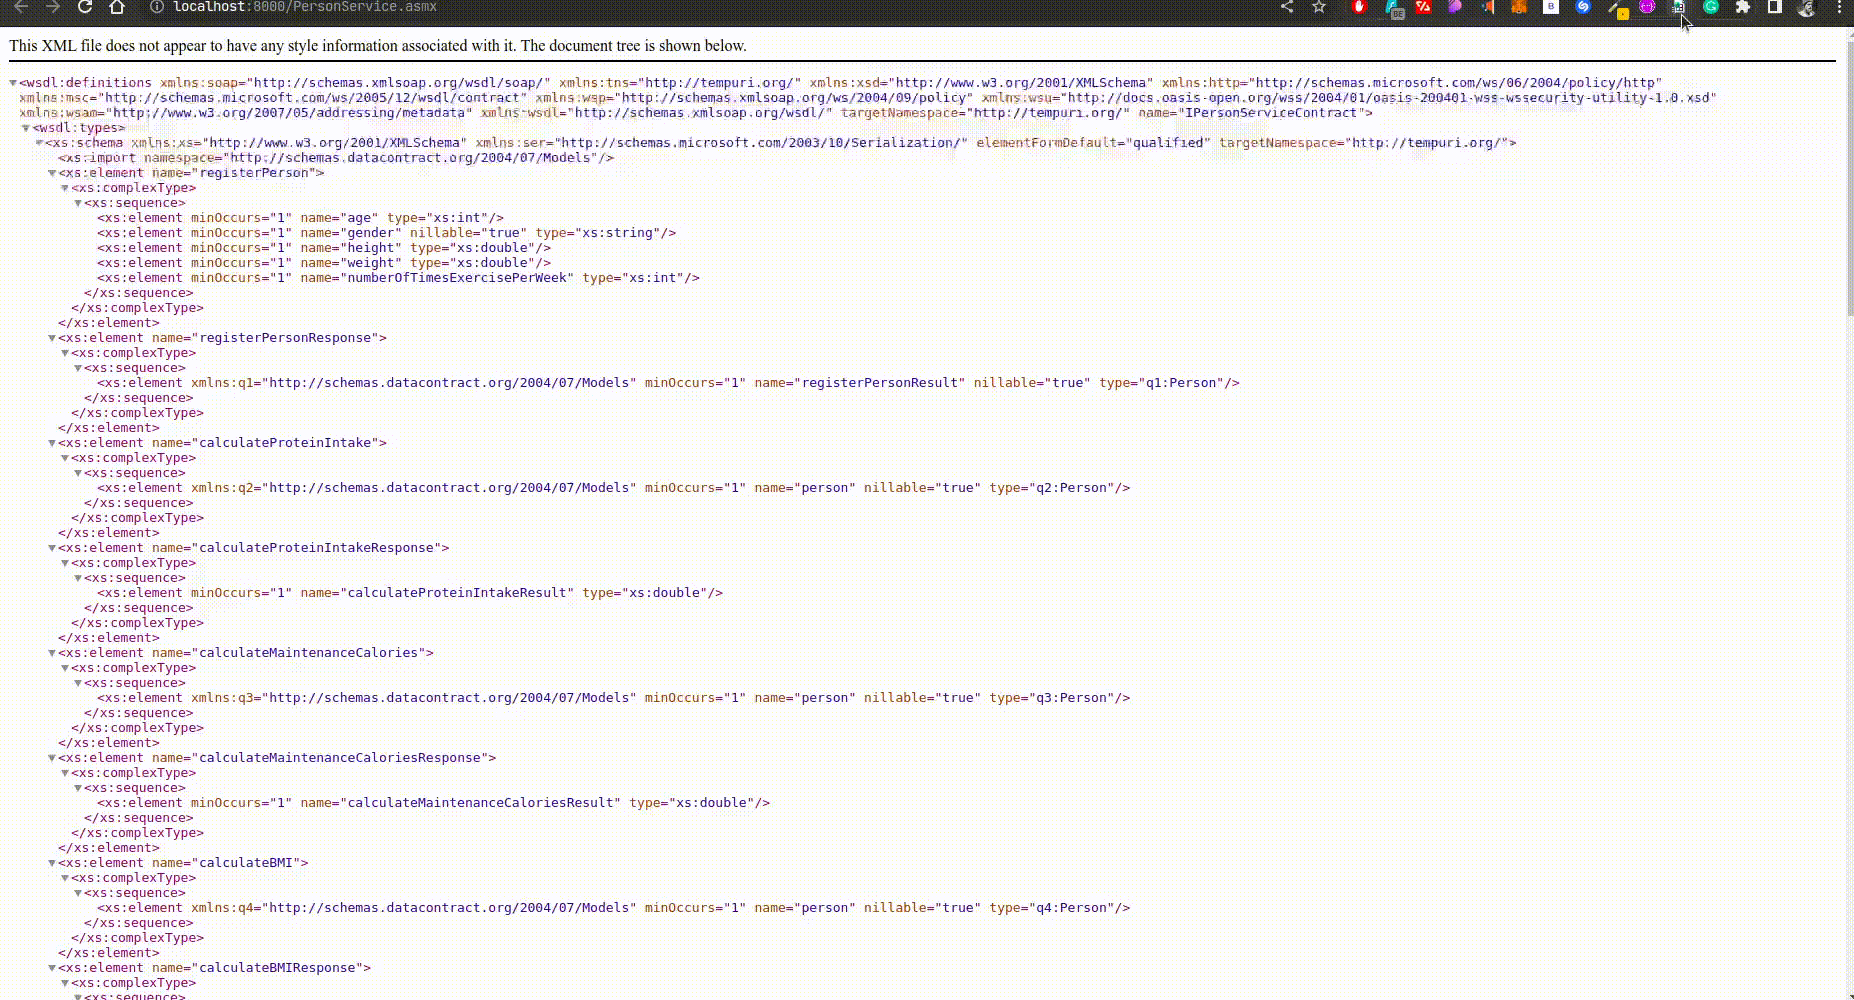 localhost:8000/PersonService.asmx
This XML file does not appear to have any style information associated with it. The document tree is shown below.
<wsdl:definitions xmlns:soap="http://schemas.xmlsoap.org/wsdl/soap/" xmlns:tns="http://tempuri.org/" xmlns:xsd="http://www.w3.org/2001/XMLSchema" xmlns:http="http://schemas.microsoft.com/ws/06/2004/policy/http"
xmlns:msc="http://schemas.microsoft.com/ws/2005/12/wsdl/contract" xmlns:wsp="http://schemas.xmlsoap.org/ws/2004/09/policy" xmlns:wsu="http://docs.oasis-open.org/wss/2004/01/oasis-200401-wss-wssecurity-utility-1.0.xsd"
xmlns:wsam="http://www.w3.org/2007/05/addressing/metadata" xmlns:wsdl="http://schemas.xmlsoap.org/wsdl/" targetNamespace="http://tempuri.org/" name="IPersonServiceContract">
<wsdl:types>
<xs:schema xmlns:xs="http://www.w3.org/2001/XMLSchema" xmlns:ser="http://schemas.microsoft.com/2003/10/Serialization/" elementFormDefault="qualified" targetNamespace="http://tempuri.org/">
<xs:import namespace="http://schemas.datacontract.org/2004/07/Models"/>
<xs:element name="registerPerson">
<xs:complexType>
<xs:sequence>
<xs:element minOccurs="1" name="age" type="xs:int"/>
<xs:element minOccurs="1" name="gender" nillable="true" type="xs:string"/>
<xs:element minOccurs="1" name="height" type="xs:double"/>
<xs:element minOccurs="1" name="weight" type="xs:double"/>
<xs:element minOccurs="1" name="numberOfTimesExercisePerWeek" type="xs:int"/>
</xs:sequence>
</xs:complexType>
</xs:element>
<xs:element name="registerPersonResponse">
<xs:complexType>
<xs:sequence>
<xs:element xmlns:q1="http://schemas.datacontract.org/2004/07/Models" minOccurs="1" name="registerPersonResult" nillable="true" type="q1:Person"/>
</xs:sequence>
</xs:complexType>
</xs:element>
<xs:element name="calculateProteinIntake">
<xs:complexType>
<xs:sequence>
<xs:element xmlns:q2="http://schemas.datacontract.org/2004/07/Models" minOccurs="1" name="person" nillable="true" type="q2:Person"/>
</xs:sequence>
</xs:complexType>
</xs:element>
<xs:element name="calculateProteinIntakeResponse">
<xs:complexType>
<xs:sequence>
<xs:element minOccurs="1" name="calculateProteinIntakeResult" type="xs:double"/>
</xs:sequence>
</xs:complexType>
</xs:element>
<xs:element name="calculateMaintenanceCalories">
<xs:complexType>
<xs:sequence>
<xs:element xmlns:q3="http://schemas.datacontract.org/2004/07/Models" minOccurs="1" name="person" nillable="true" type="q3:Person"/>
</xs:sequence>
</xs:complexType>
</xs:element>
<xs:element name="calculateMaintenanceCaloriesResponse">
<xs:complexType>
<xs:sequence>
<xs:element minOccurs="1" name="calculateMaintenanceCaloriesResult" type="xs:double"/>
</xs:sequence>
</xs:complexType>
</xs:element>
<xs:element name="calculateBMI">
<xs:complexType>
<xs:sequence>
<xs:element xmlns:q4="http://schemas.datacontract.org/2004/07/Models" minOccurs="1" name="person" nillable="true" type="q4:Person"/>
</xs:sequence>
</xs:complexType>
</xs:element>
<xs:element name="calculateBMIResponse">
<xs:complexType>
<xs:sequence>